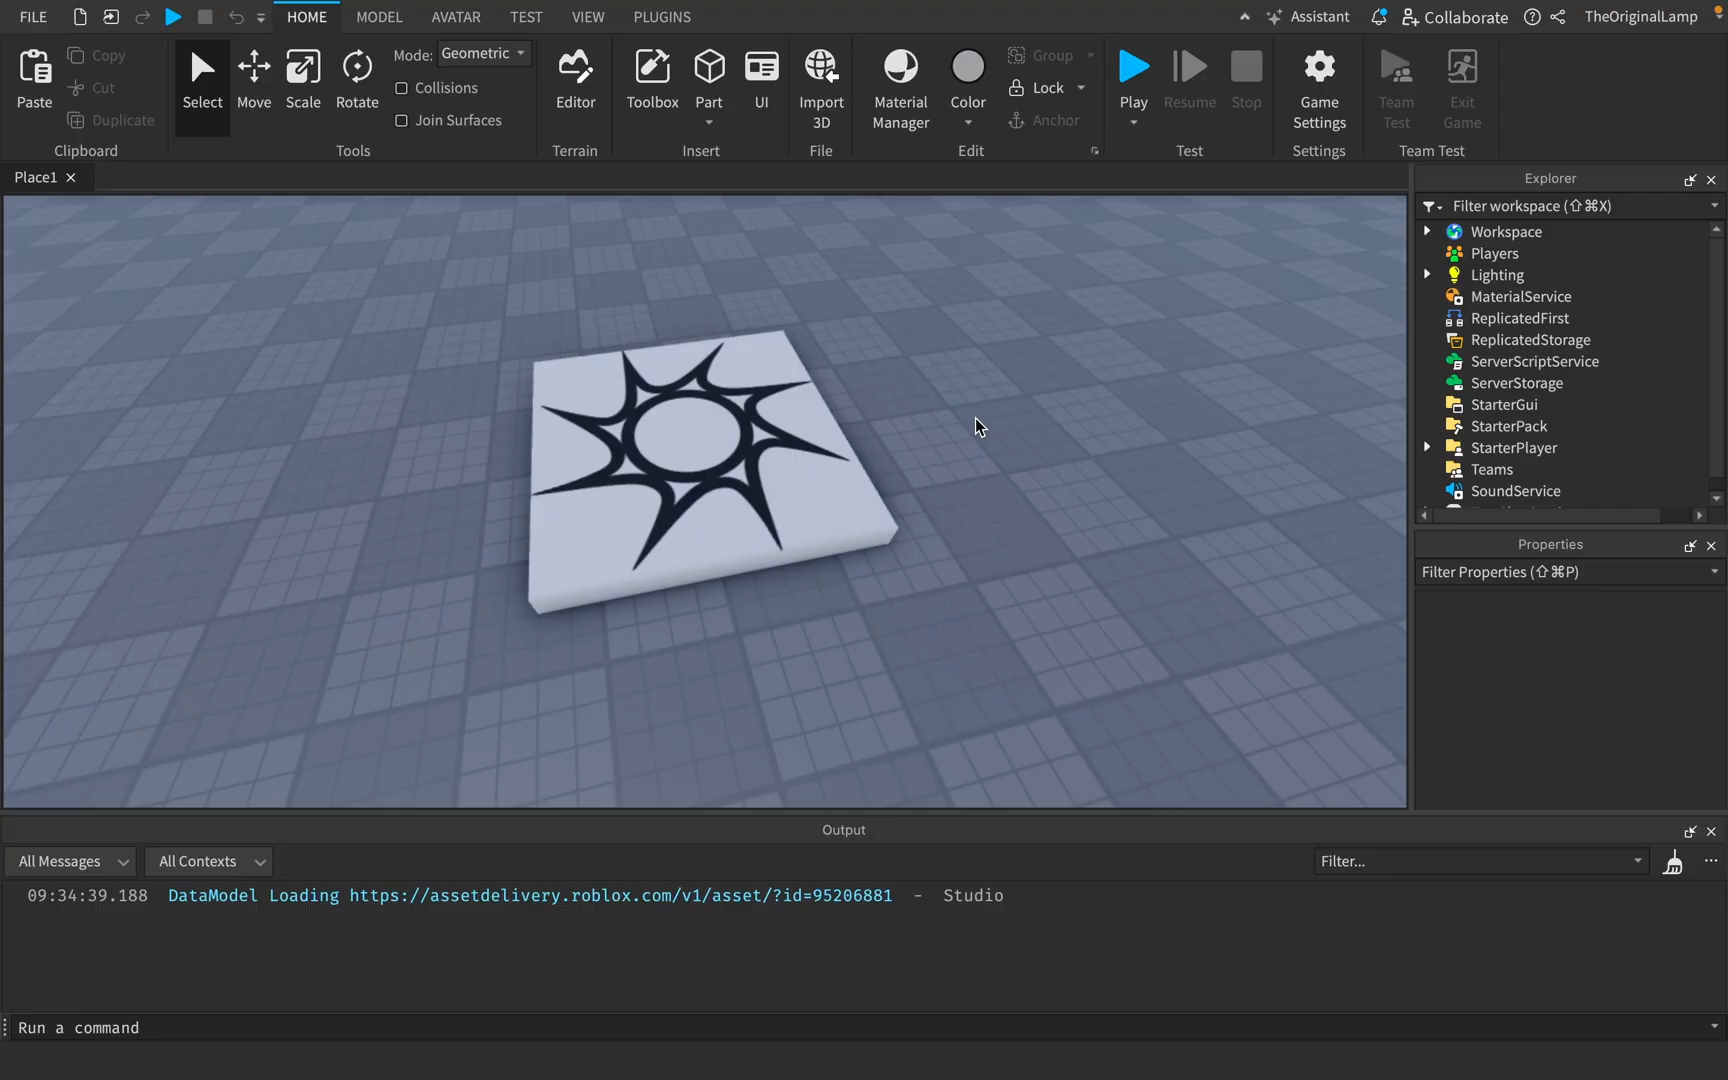 FILE HOME MODEL AVATAR TEST VIEW PLUGINS Assistant Collaborate TheOriginalLamp
Paste
Copy
Cut
Duplicate
Clipboard
Select Move Scale Rotate
Mode: Geometric
Collisions
Join Surfaces
Tools
Editor
Terrain
Toolbox Part UI
Insert
Import
3D
File
Material
Manager
Color
Group
Lock
Anchor
Edit
Play Resume Stop
Test
Game
Settings
Settings
Team
Test
Exit
Game
Team Test
Place1
Explorer
Filter workspace (⇧⌘X)
Workspace
Players
Lighting
MaterialService
ReplicatedFirst
ReplicatedStorage
ServerScriptService
ServerStorage
StarterGui
StarterPack
StarterPlayer
Teams
SoundService
Properties
Filter Properties (⇧⌘P)
Output
All Messages All Contexts Filter...
09:34:39.188 DataModel Loading https://assetdelivery.roblox.com/v1/asset/?id=95206881 - Studio
Run a command